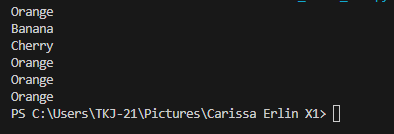 Orange
Banana
Cherry
Orange
Orange
Orange
PS C:\Users\TKJ-21\Pictures\Carissa Erlin X1>